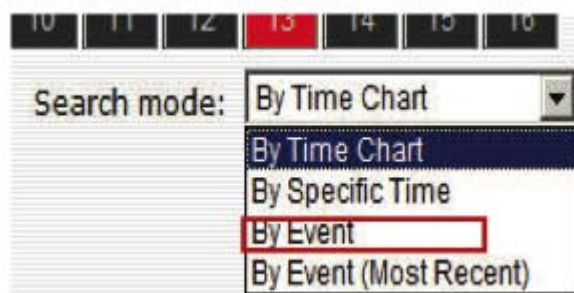 10 11 12 13 14 15 16
Search mode: By Time Chart
By Time Chart
By Specific Time
By Event
By Event (Most Recent)